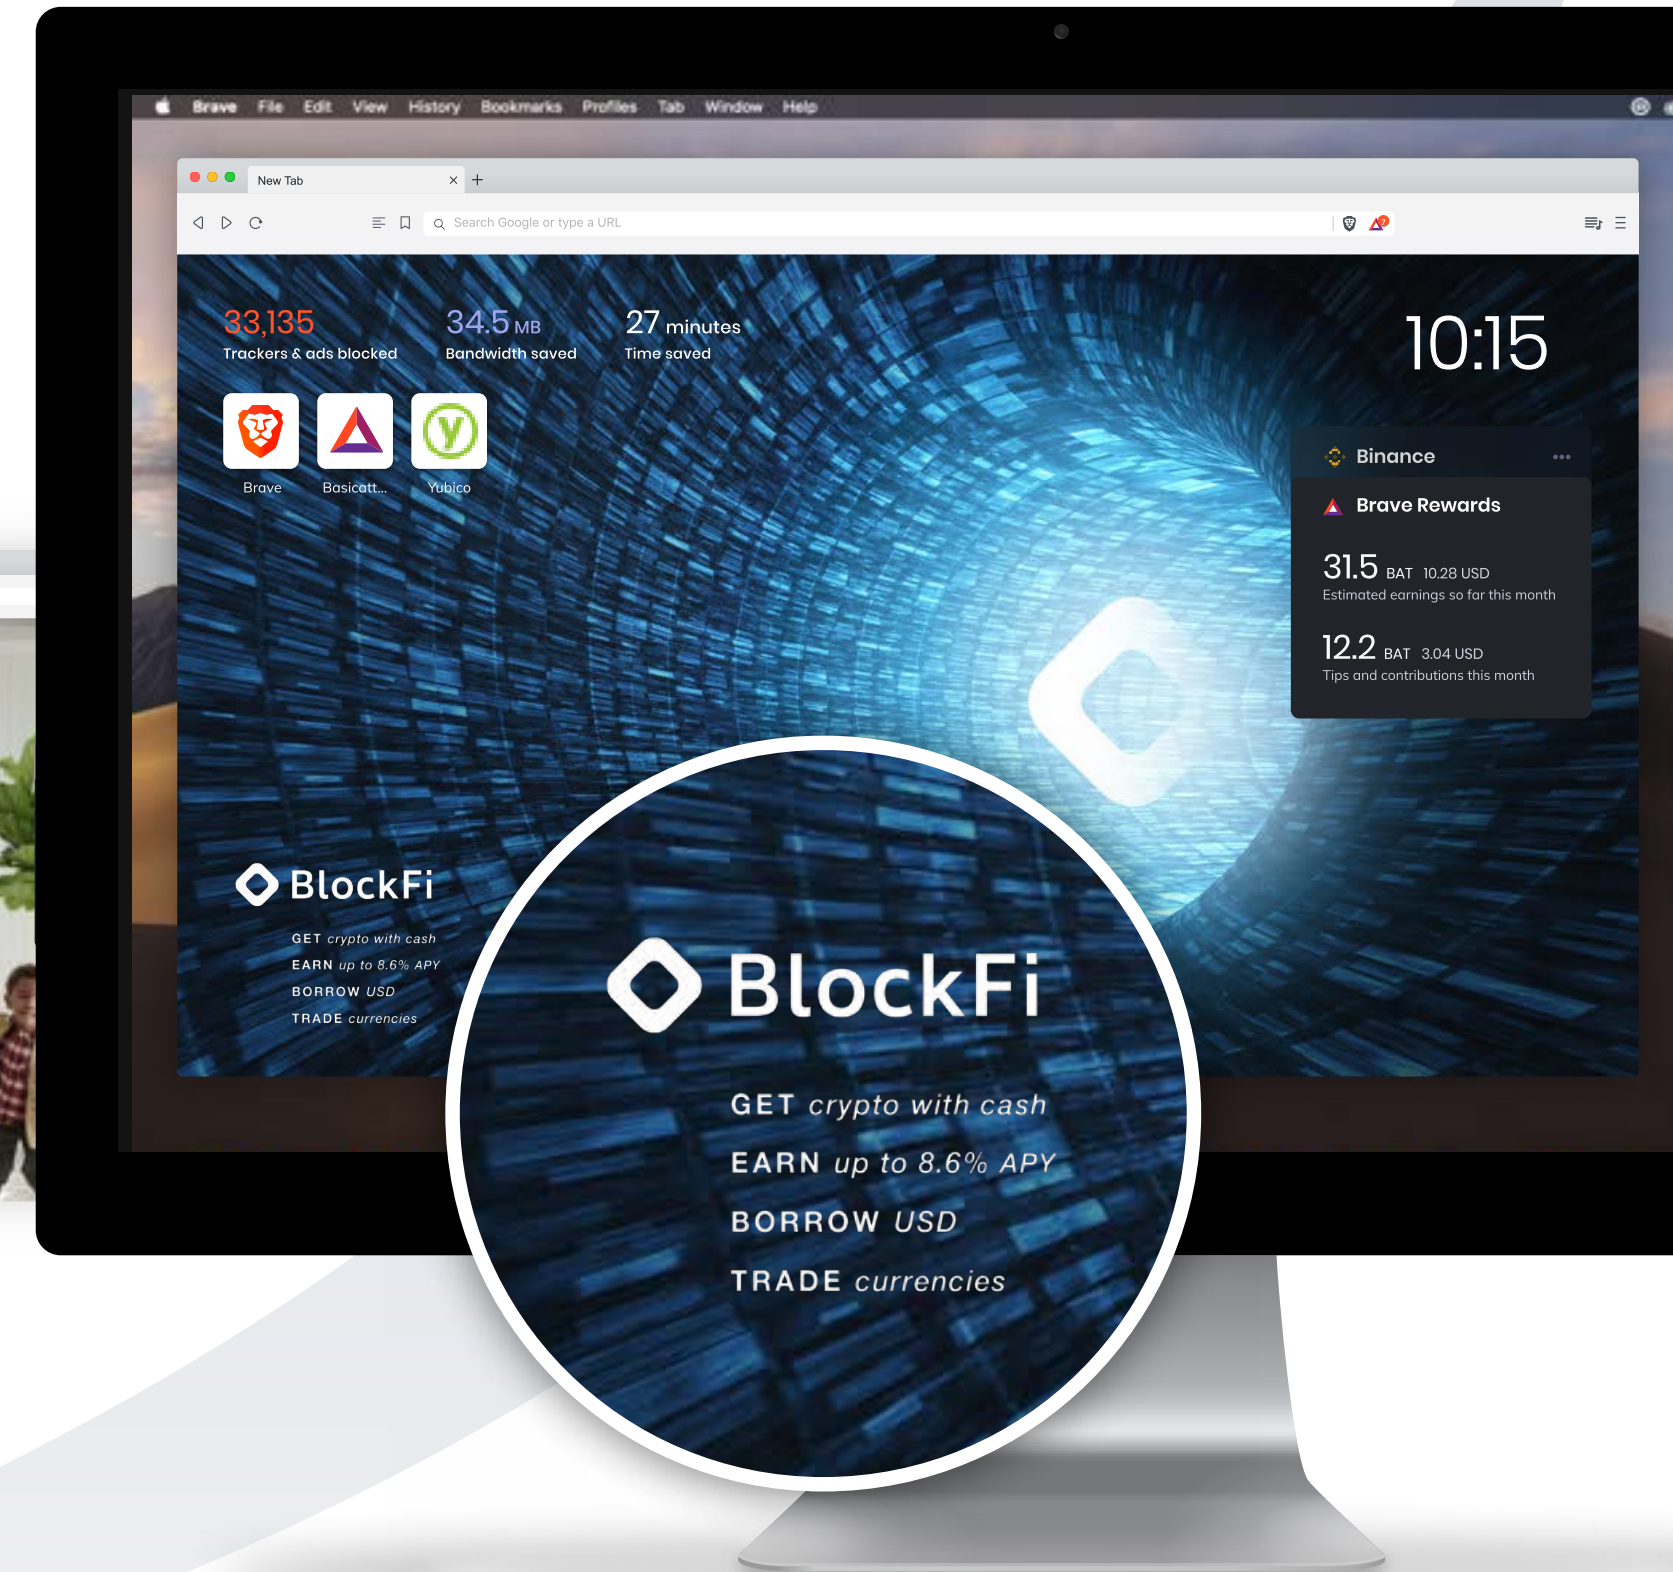 Brave File Edit View History Bookmarks Profiles Tab Window Help
New Tab
Search Google or type a URL
7
33,135
Trackers & ads blocked
34.5 MB
Bandwidth saved
27 minutes
Time saved
10:15
Brave
Basicatt...
y
Yubico
Binance
Brave Rewards
31.5 BAT 10.28 USD
Estimated earnings so far this month
12.2 BAT 3.04 USD
Tips and contributions this month
BlockFi
GET crypto with cash
EARN up to 8.6% APY
BORROW USD
TRADE currencies
BlockFi
GET crypto with cash
EARN up to 8.6% APY
BORROW USD
TRADE currencies